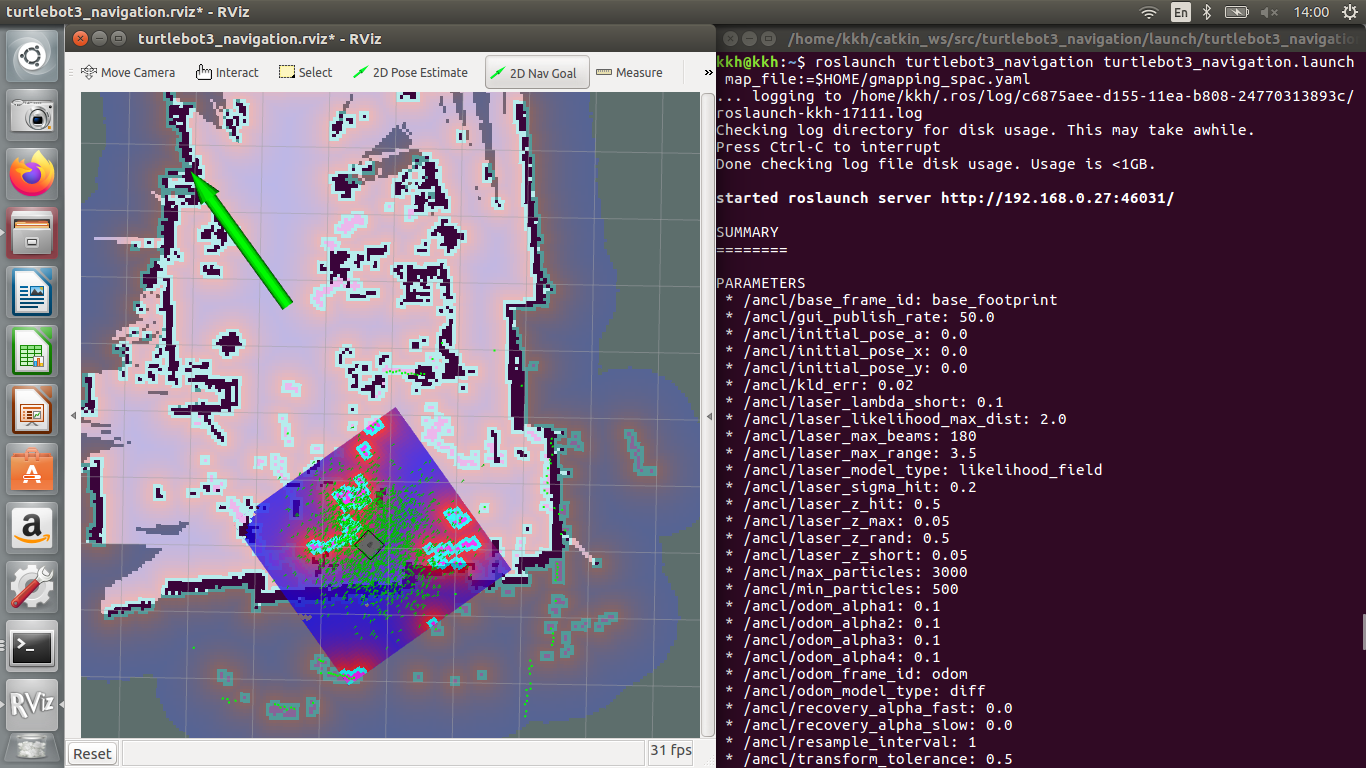 turtlebot3_navigation.rviz* - RViz
En
14:00
turtlebot3_navigation.rviz* - RViz
/home/kkh/catkin_ws/src/turtlebot3_navigation/launch/turtlebot3_navigatio
Move Camera
Interact
Select
2D Pose Estimate
2D Nav Goal
Measure
»
kkh@kkh:~$ roslaunch turtlebot3_navigation turtlebot3_navigation.launch
map_file:=$HOME/gmapping_spac.yaml
... logging to /home/kkh/.ros/log/c6875aee-d155-11ea-b808-24770313893c/
roslaunch-kkh-17111.log
Checking log directory for disk usage. This may take awhile.
Press Ctrl-C to interrupt
Done checking log file disk usage. Usage is <1GB.
started roslaunch server http://192.168.0.27:46031/
SUMMARY
========
PARAMETERS
* /amcl/base_frame_id: base_footprint
* /amcl/gui_publish_rate: 50.0
* /amcl/initial_pose_a: 0.0
* /amcl/initial_pose_x: 0.0
* /amcl/initial_pose_y: 0.0
* /amcl/kld_err: 0.02
* /amcl/laser_lambda_short: 0.1
* /amcl/laser_likelihood_max_dist: 2.0
* /amcl/laser_max_beams: 180
* /amcl/laser_max_range: 3.5
* /amcl/laser_model_type: likelihood_field
* /amcl/laser_sigma_hit: 0.2
* /amcl/laser_z_hit: 0.5
* /amcl/laser_z_max: 0.05
* /amcl/laser_z_rand: 0.5
* /amcl/laser_z_short: 0.05
* /amcl/max_particles: 3000
* /amcl/min_particles: 500
* /amcl/odom_alpha1: 0.1
* /amcl/odom_alpha2: 0.1
* /amcl/odom_alpha3: 0.1
* /amcl/odom_alpha4: 0.1
* /amcl/odom_frame_id: odom
* /amcl/odom_model_type: diff
* /amcl/recovery_alpha_fast: 0.0
* /amcl/recovery_alpha_slow: 0.0
* /amcl/resample_interval: 1
* /amcl/transform_tolerance: 0.5
A
a
>_
RViz
Reset
31 fps